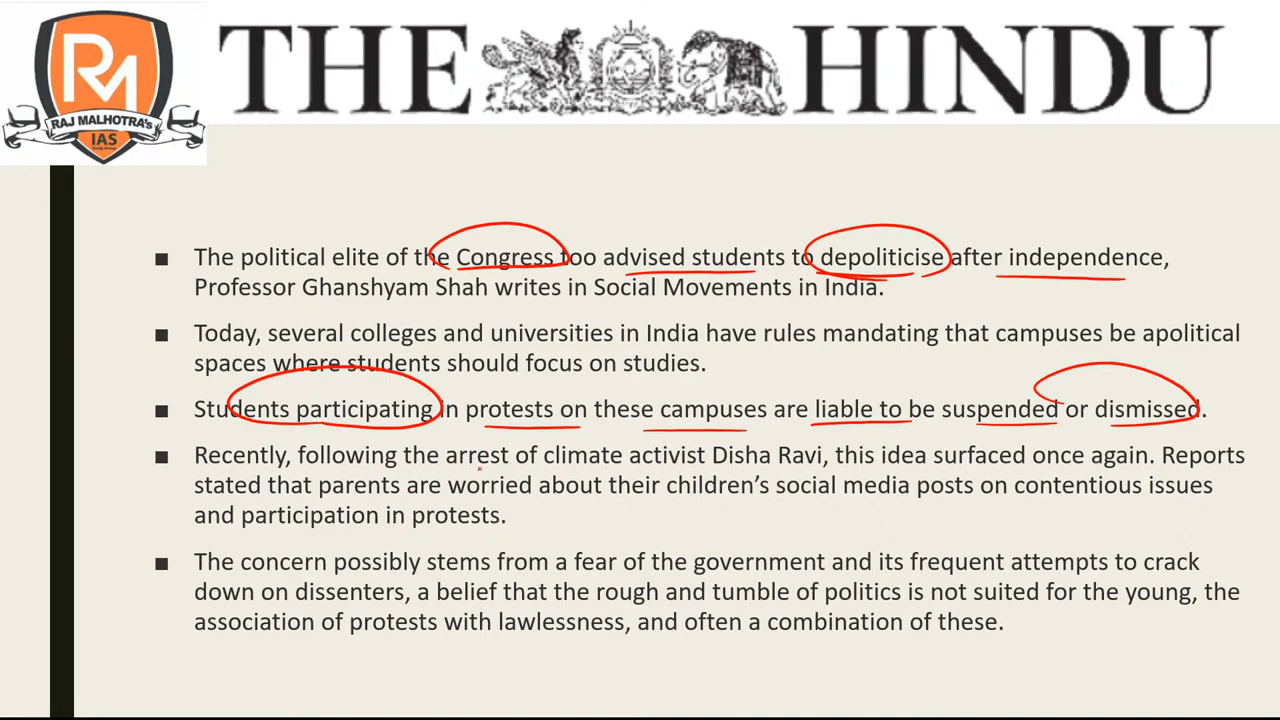 RM
RAJ MALHOTRA's
IAS
THE HINDU
■ The political elite of the Congress too advised students to depoliticise after independence,
Professor Ghanshyam Shah writes in Social Movements in India.
■ Today, several colleges and universities in India have rules mandating that campuses be apolitical
spaces where students should focus on studies.
■ Students participating in protests on these campuses are liable to be suspended or dismissed.
■ Recently, following the arrest of climate activist Disha Ravi, this idea surfaced once again. Reports
stated that parents are worried about their children’s social media posts on contentious issues
and participation in protests.
■ The concern possibly stems from a fear of the government and its frequent attempts to crack
down on dissenters, a belief that the rough and tumble of politics is not suited for the young, the
association of protests with lawlessness, and often a combination of these.